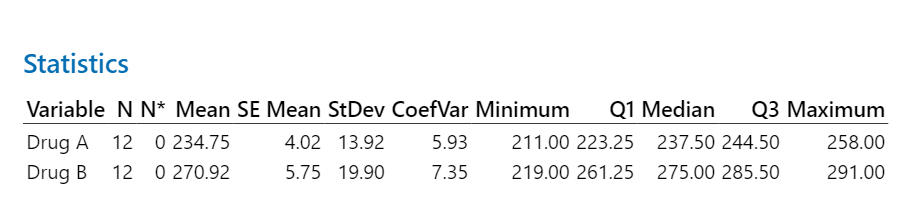 Statistics
Variable N N* Mean SE Mean StDev CoefVar Minimum Q1 Median Q3 Maximum
Drug A 12 0 234.75 4.02 13.92 5.93 211.00 223.25 237.50 244.50 258.00
Drug B 12 0 270.92 5.75 19.90 7.35 219.00 261.25 275.00 285.50 291.00